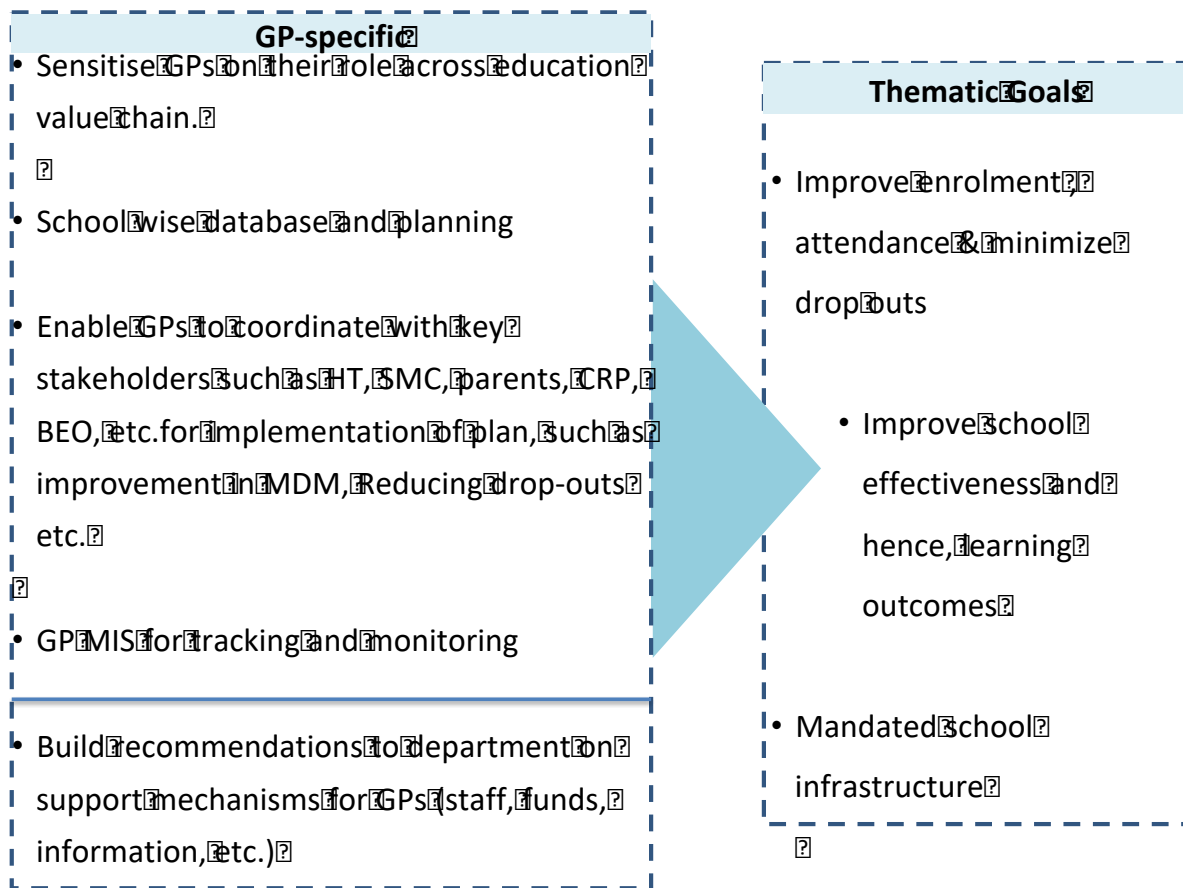 GP-specific
• Sensitise GPs on their role across education
value chain.
• School wise database and planning
• Enable GPs to coordinate with key
stakeholders such as HT, SMC, parents, CRP,
BEO, etc.for implementation of plan, such as
improvement in MDM, Reducing drop-outs
etc.
• GP MIS for tracking and monitoring
• Build recommendations to department on
support mechanisms for GPs (staff, funds,
information, etc.)
Thematic Goals
• Improve enrolment ,
attendance & minimize
drop outs
• Improve school
effectiveness and
hence, learning
outcomes.
• Mandated school
infrastructure